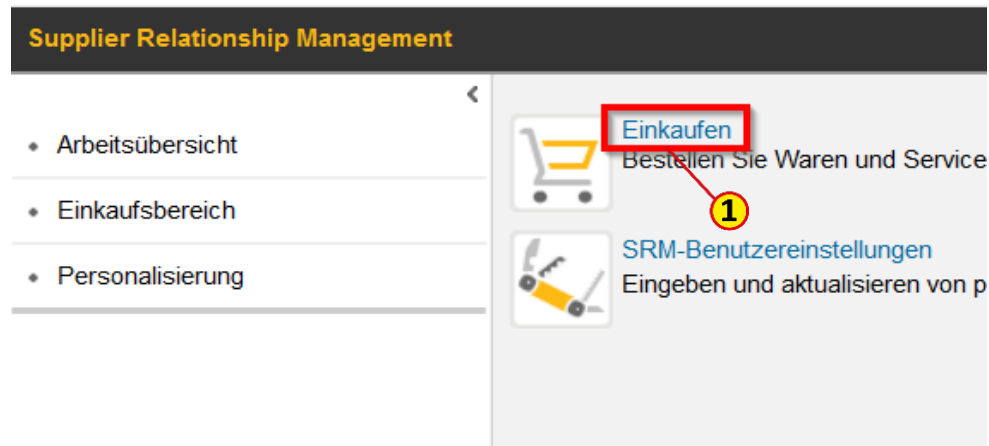 Supplier Relationship Management
Arbeitsübersicht
Einkaufsbereich
Personalisierung
Einkaufen
Bestellen Sie Waren und Service
1
SRM-Benutzereinstellungen
Eingeben und aktualisieren von p